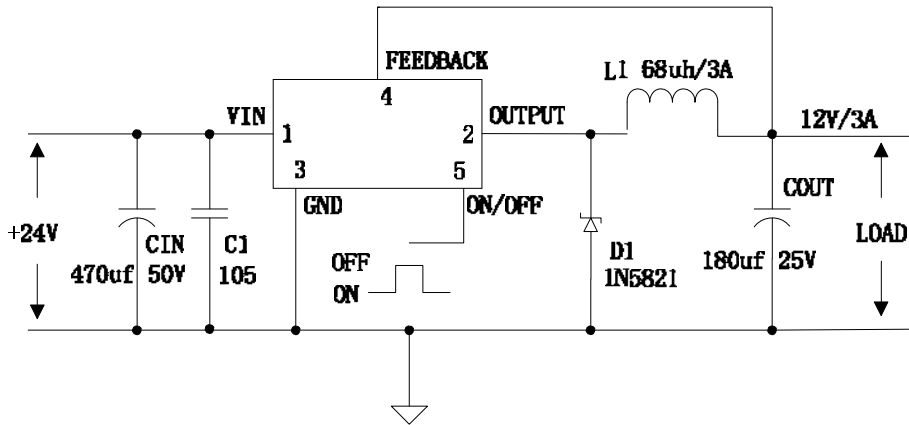 FEEDBACK
L1 68uh/3A
4
VIN
OUTPUT
12V/3A
1
2
3
5
GND
ON/OFF
COUT
+24V
CIN
C1
OFF
D1
LOAD
470uf 50V
105
1N5821
180uf 25V
ON